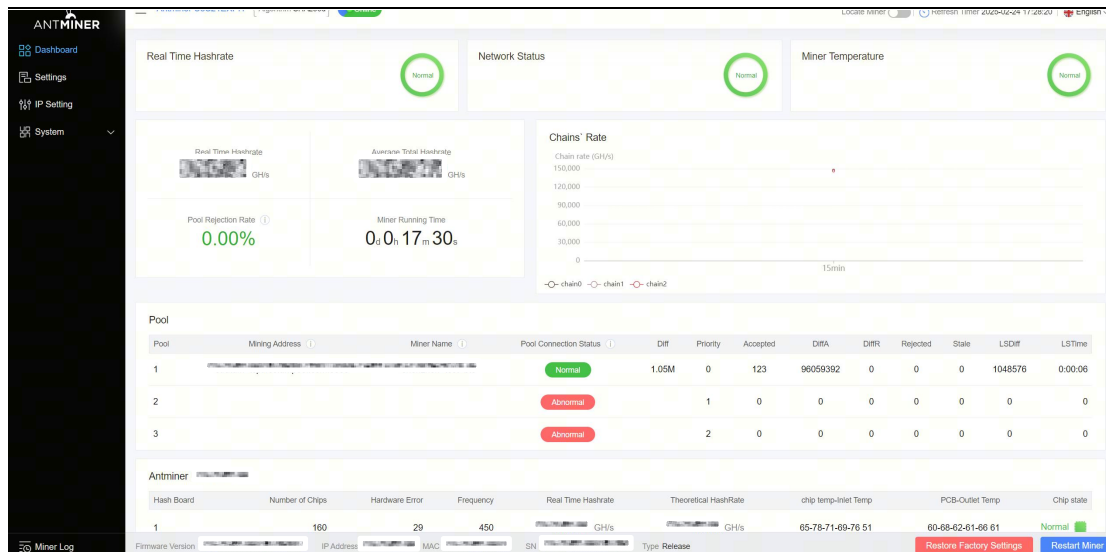 ANTMINER
Locate Miner Refresh Timer 2025-02-24 17:28:20 English
Dashboard
Settings
IP Setting
System
Real Time Hashrate Normal
Network Status Normal
Miner Temperature Normal
Real Time Hashrate
GH/s
Average Total Hashrate
GH/s
Pool Rejection Rate
0.00%
Miner Running Time
0d 0h 17m 30s
Chains` Rate
Chain rate (GH/s)
150,000
120,000
90,000
60,000
30,000
0
15min
chain0 chain1 chain2
Pool
Pool Mining Address Miner Name Pool Connection Status Diff Priority Accepted DiffA DiffR Rejected Stale LSDiff LSTime
1 Normal 1.05M 0 123 96059392 0 0 0 1048576 0:00:06
2 Abnormal 1 0 0 0 0 0 0 0
3 Abnormal 2 0 0 0 0 0 0 0
Antminer
Hash Board Number of Chips Hardware Error Frequency Real Time Hashrate Theoretical HashRate chip temp-Inlet Temp PCB-Outlet Temp Chip state
1 160 29 450 GH/s GH/s 65-78-71-69-76 51 60-68-62-61-66 61 Normal
Miner Log
Firmware Version IP Address MAC SN Type Release Restore Factory Settings Restart Miner